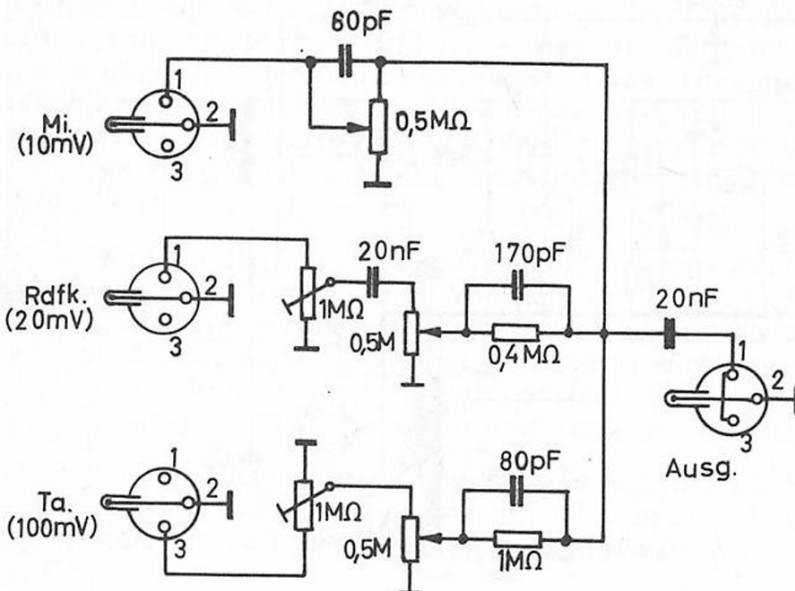 60pF
1
2
3
Mi.
(10mV)
0,5MΩ
1
2
3
Rdfk.
(20mV)
1MΩ
20nF
0,5M
170pF
0,4MΩ
20nF
1
2
3
Ausg.
1
2
3
Ta.
(100mV)
1MΩ
0,5M
80pF
1MΩ